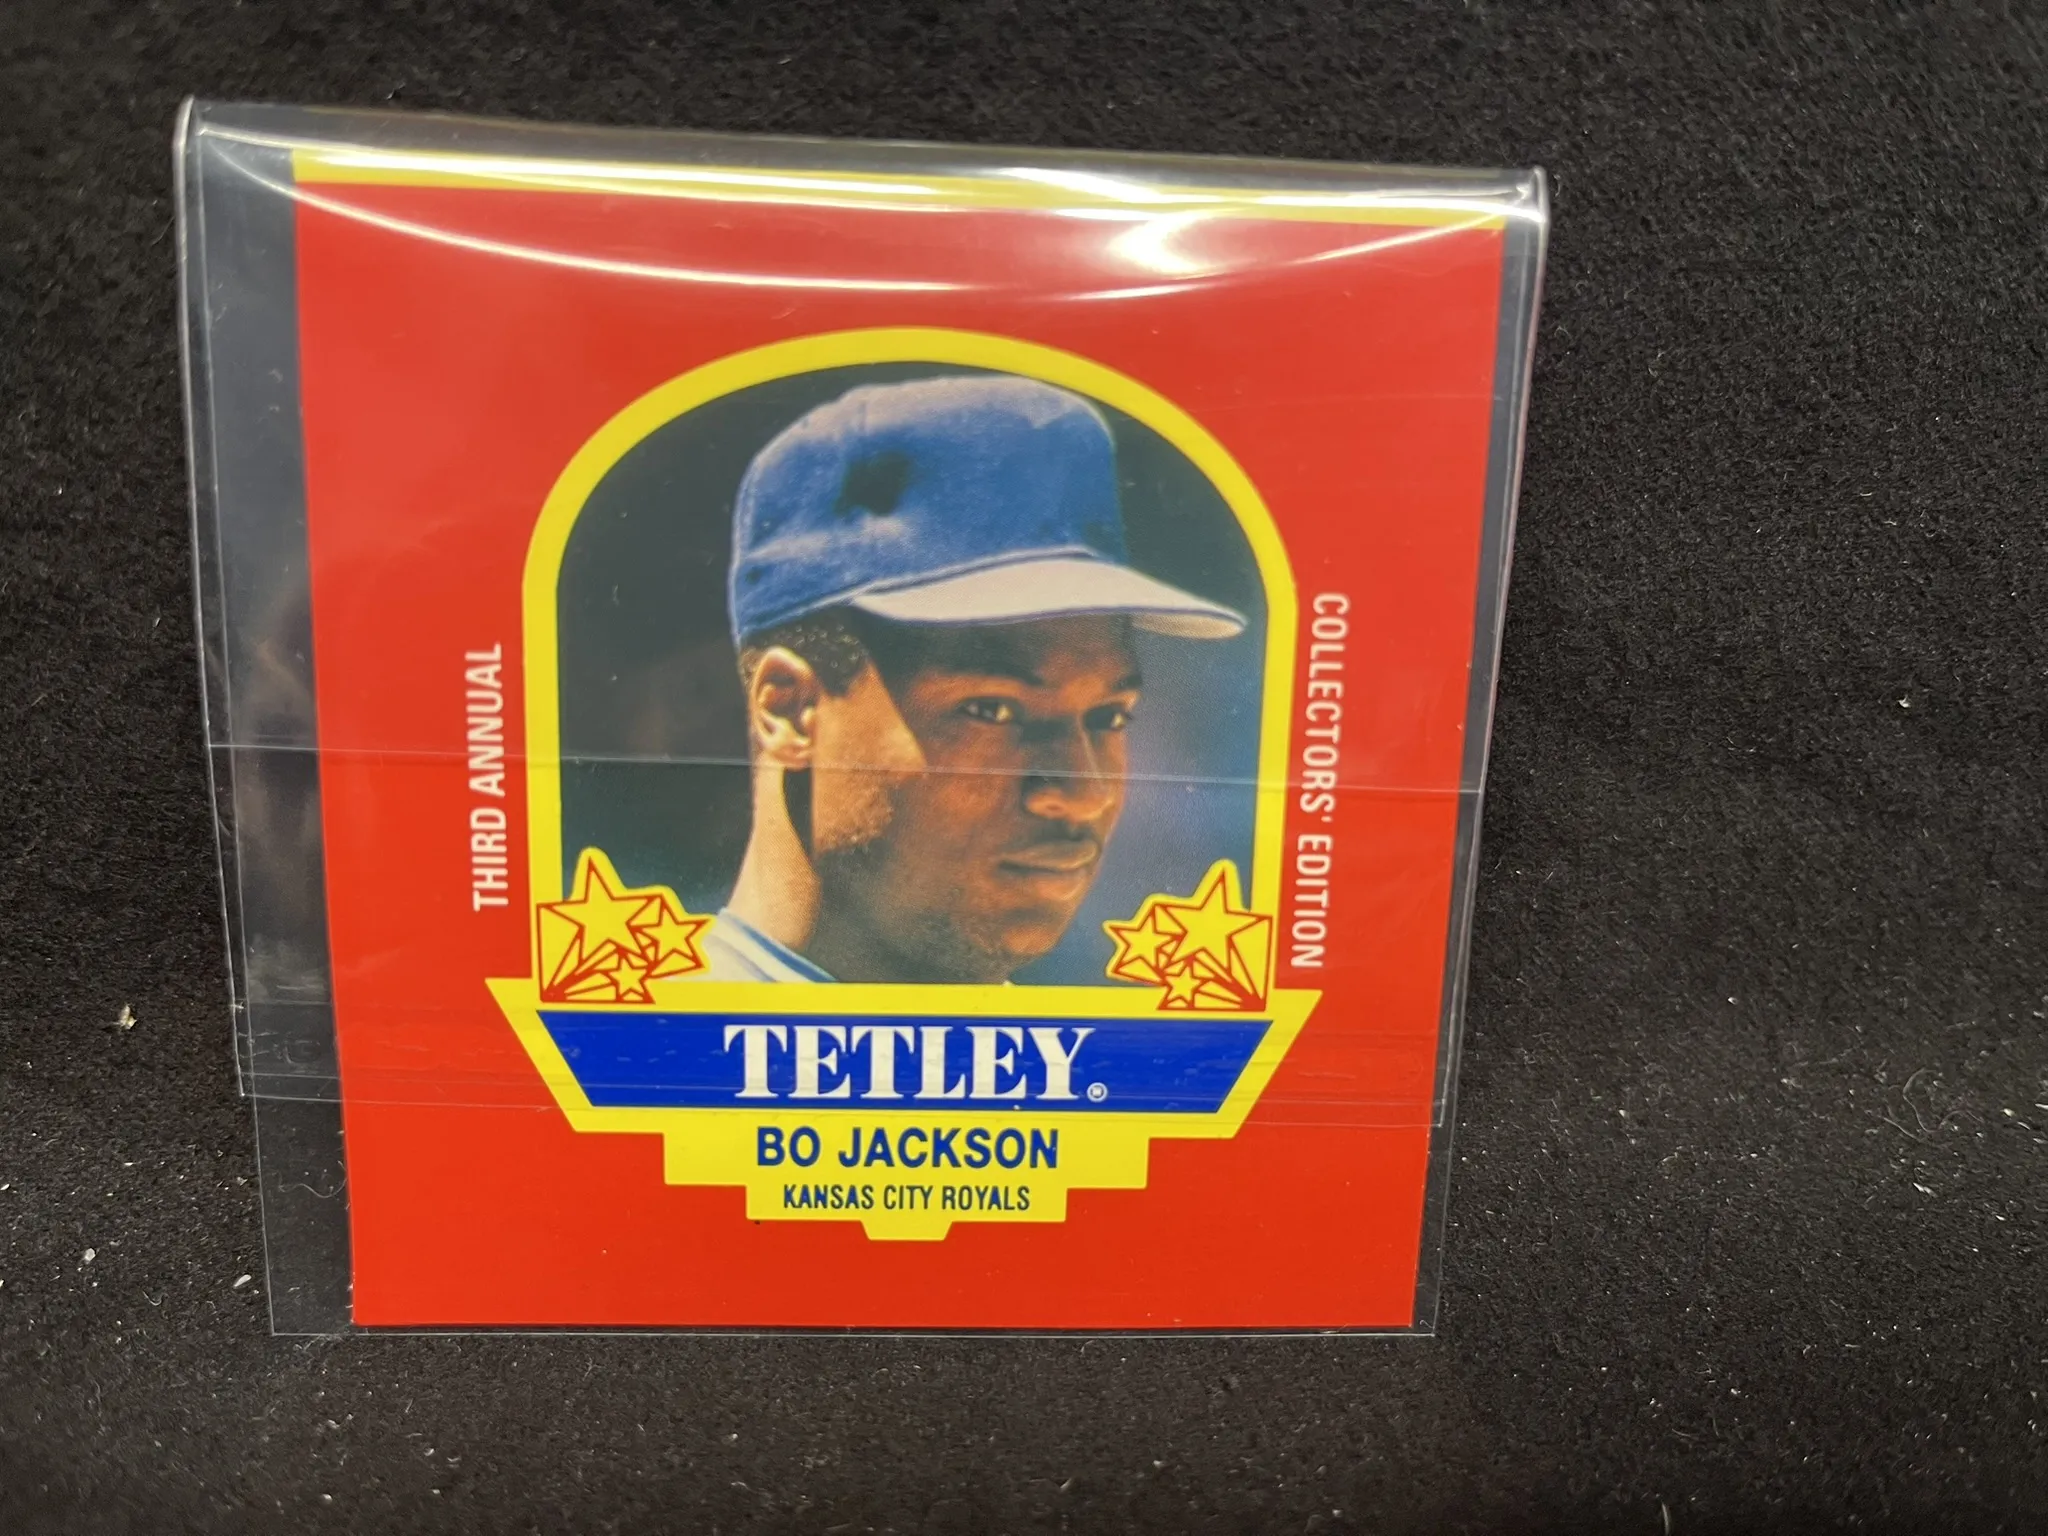 THIRD ANNUAL
COLLECTORS' EDITION
TETLEY®
BO JACKSON
KANSAS CITY ROYALS